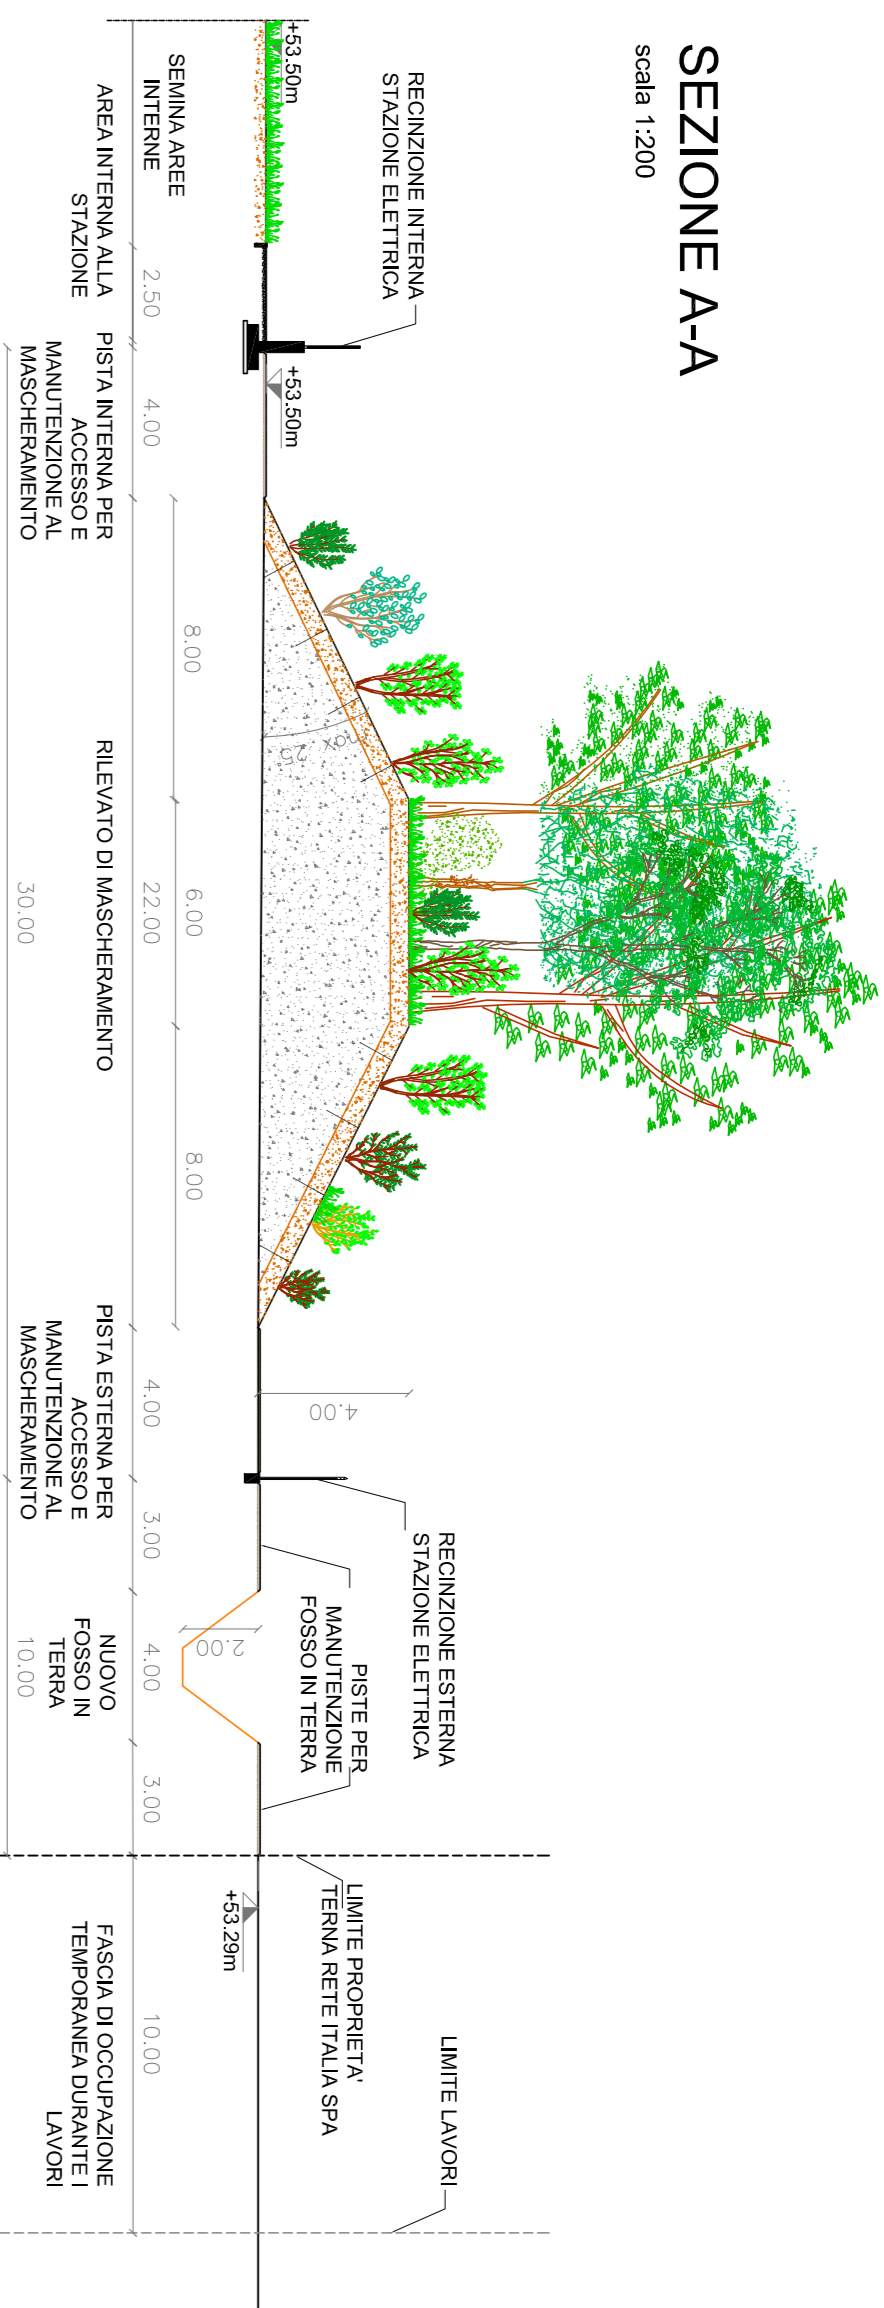 SEZIONE A-A
scala 1:200
RECINZIONE INTERNA
STAZIONE ELETTRICA
+53.50m
+53.50m
SEMINA AREE
INTERNE
AREA INTERNA ALLA
STAZIONE
2.50
PISTA INTERNA PER
ACCESSO E
MANUTENZIONE AL
MASCHERAMENTO
4.00
8.00
max 25
6.00
22.00
RILEVATO DI MASCHERAMENTO
30.00
8.00
4.00
PISTA ESTERNA PER
ACCESSO E
MANUTENZIONE AL
MASCHERAMENTO
4.00
RECINZIONE ESTERNA
STAZIONE ELETTRICA
3.00
PISTE PER
MANUTENZIONE
FOSSO IN TERRA
2.00
4.00
NUOVO
FOSSO IN
TERRA
10.00
3.00
LIMITE PROPRIETA'
TERNA RETE ITALIA SPA
+53.29m
LIMITE LAVORI
10.00
FASCIA DI OCCUPAZIONE
TEMPORANEA DURANTE I
LAVORI